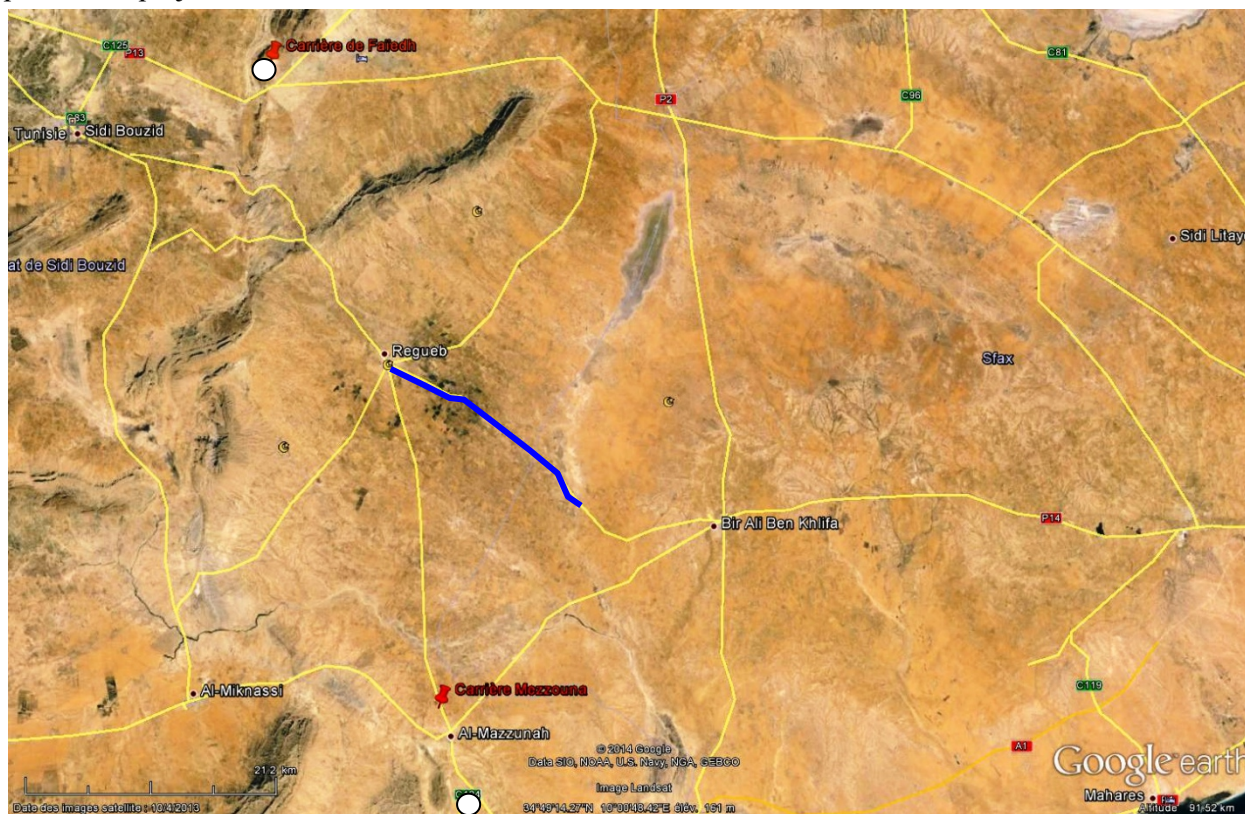 C125
P13
Carrière de Faïedh
C81
C83
Tunisie
Sidi Bouzid
P2
C96
Sidi Litay
at de Sidi Bouzid
Regueb
Sfax
Bir Ali Ben Khlifa
P14
Al-Miknassi
Carrière Mezzouna
C119
Al-Mazzunah
A1
© 2014 Google
Data SIO, NOAA, U.S. Navy, NGA, GEBCO
Google earth
21.2 km
Image Landsat
Mahares
Date des images satellite : 10/4/2013
34°49'14.27"N 10°00'48.42"E élév. 161 m
Altitude 91.52 km